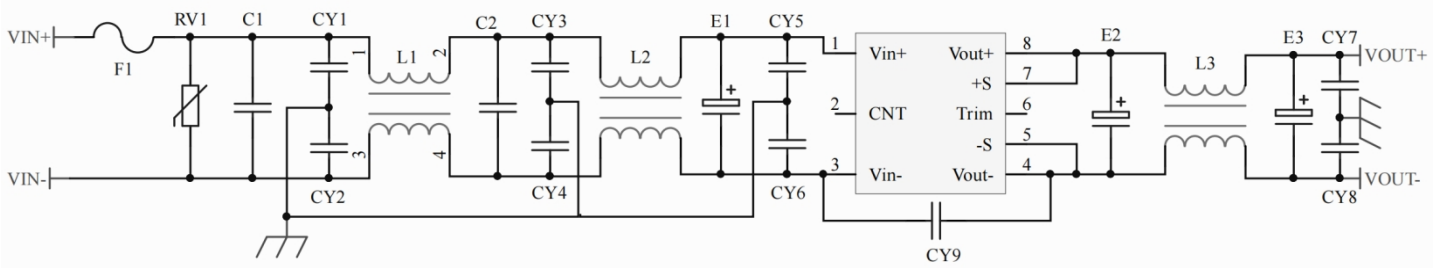 RV1 C1 CY1 CY3 E1 CY5
C2 E2 E3 CY7
VIN+ F1 1 L1 2 L2 1 Vin+ Vout+ 8 L3 VOUT+
+S 7
+
2 CNT Trim 6 + +
-S 5
3 4 3 Vin- Vout- 4
VIN- CY2 CY4 CY6 CY8 VOUT-
CY9